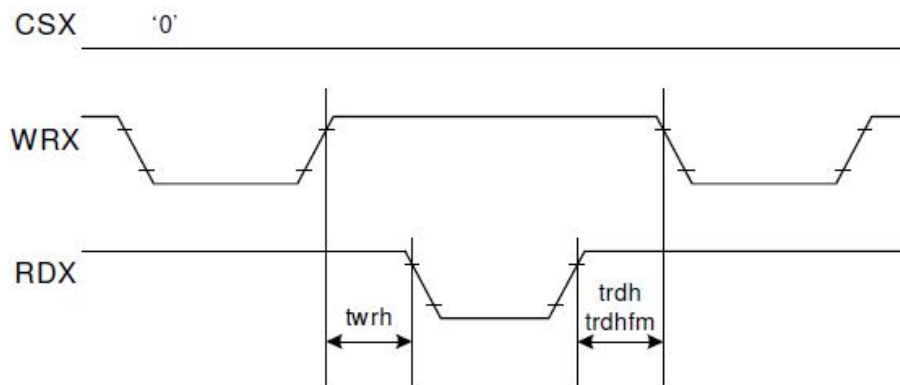 CSX ‘0’
WRX
RDX
twrh
trdh
trdhfm